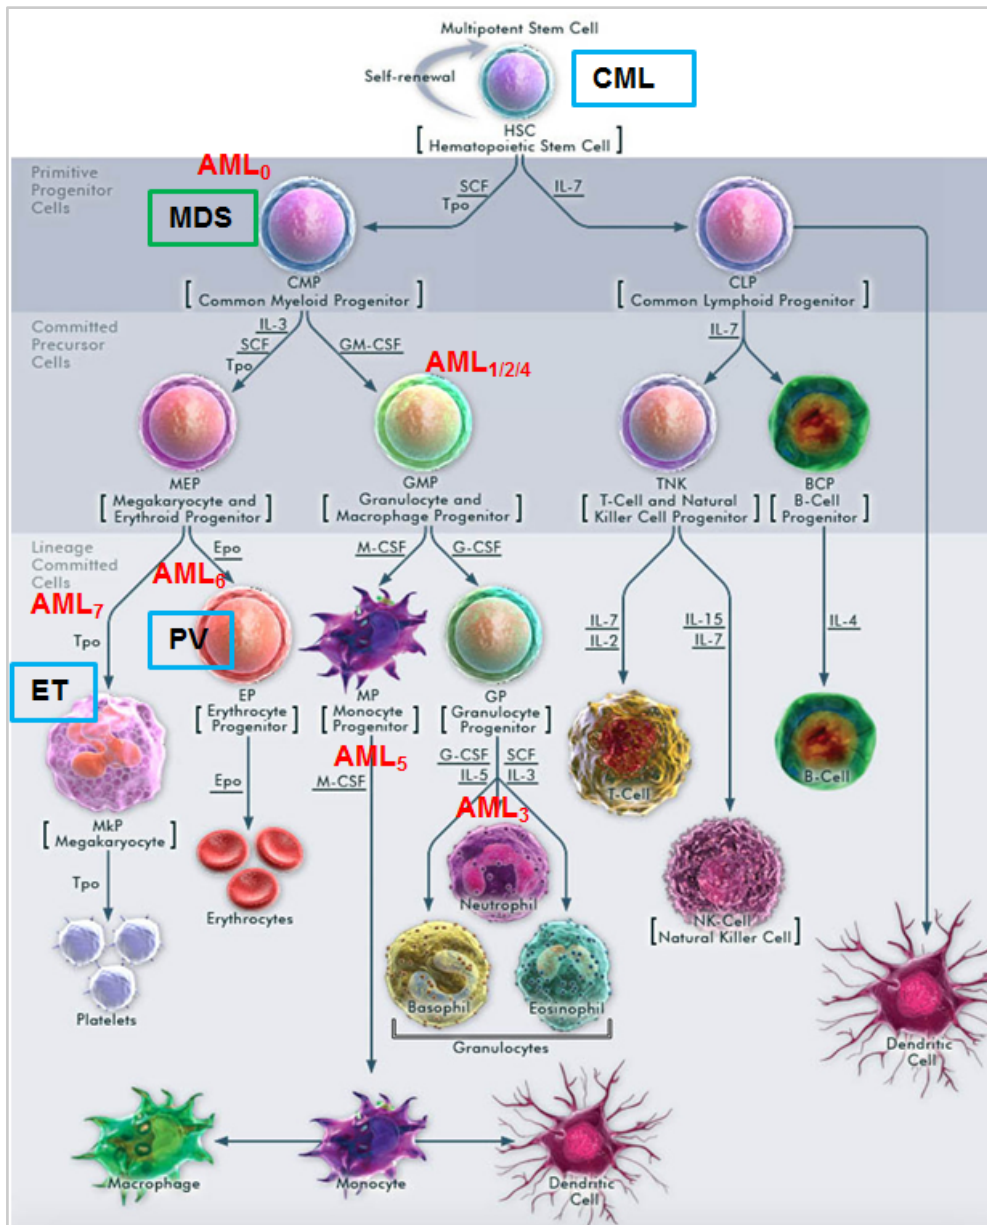 Multipotent Stem Cell
Self-renewal
CML
HSC
[Hematopoietic Stem Cell]
Primitive
Progenitor
Cells
AML0
MDS
SCF
Tpo
IL-7
CMP
[Common Myeloid Progenitor]
CLP
[Common Lymphoid Progenitor]
Committed
Precursor
Cells
IL-3
SCF
Tpo
GM-CSF
AML1/2/4
IL-7
MEP
[Megakaryocyte and
Erythroid Progenitor]
GMP
[Granulocyte and
Macrophage Progenitor]
TNK
[T-Cell and Natural
Killer Cell Progenitor]
BCP
[B-Cell
Progenitor]
Lineage
Committed
Cells
Epo
AML6
AML7
Tpo
M-CSF
G-CSF
PV
ET
IL-7
IL-2
IL-15
IL-7
IL-4
EP
[Erythrocyte
Progenitor]
MP
[Monocyte
Progenitor]
GP
[Granulocyte
Progenitor]
AML5
M-CSF
G-CSF
IL-5
SCF
IL-3
AML3
Epo
T-Cell
B-Cell
MkP
[Megakaryocyte]
Tpo
Erythrocytes
Neutrophil
NK-Cell
[Natural Killer Cell]
Platelets
Basophil
Eosinophil
Granulocytes
Dendritic
Cell
Macrophage
Monocyte
Dendritic
Cell